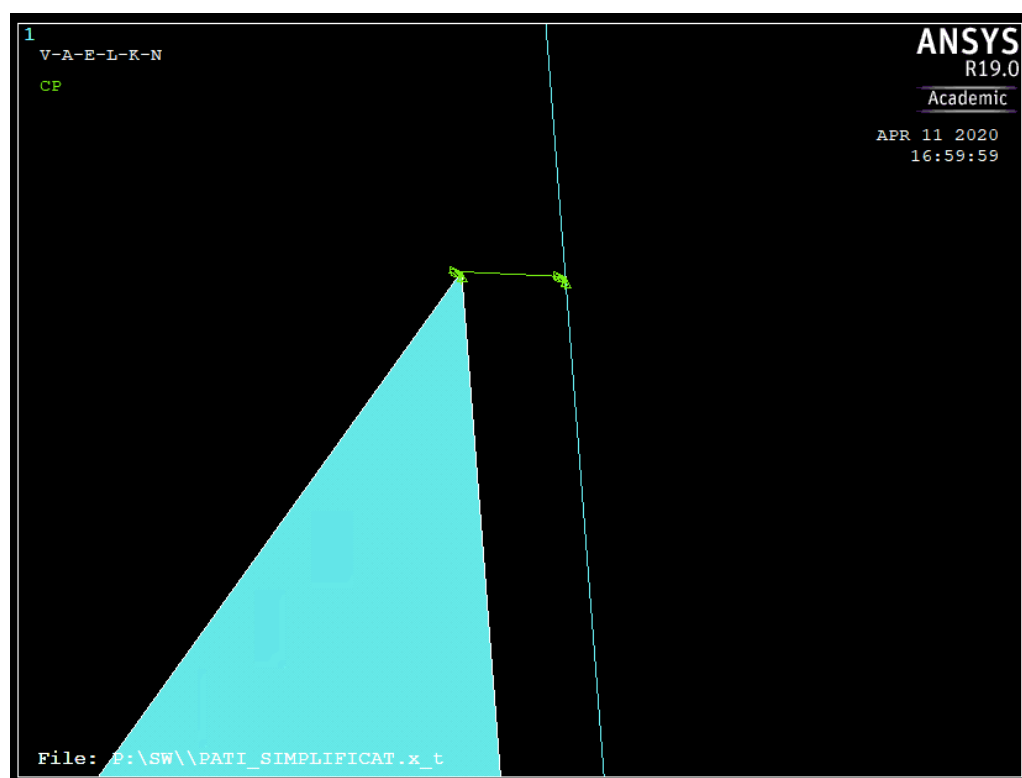 1
V-A-E-L-K-N
CP
ANSYS
R19.0
Academic
APR 11 2020
16:59:59
File: P:\SW\\PATI_SIMPLIFICAT.x_t